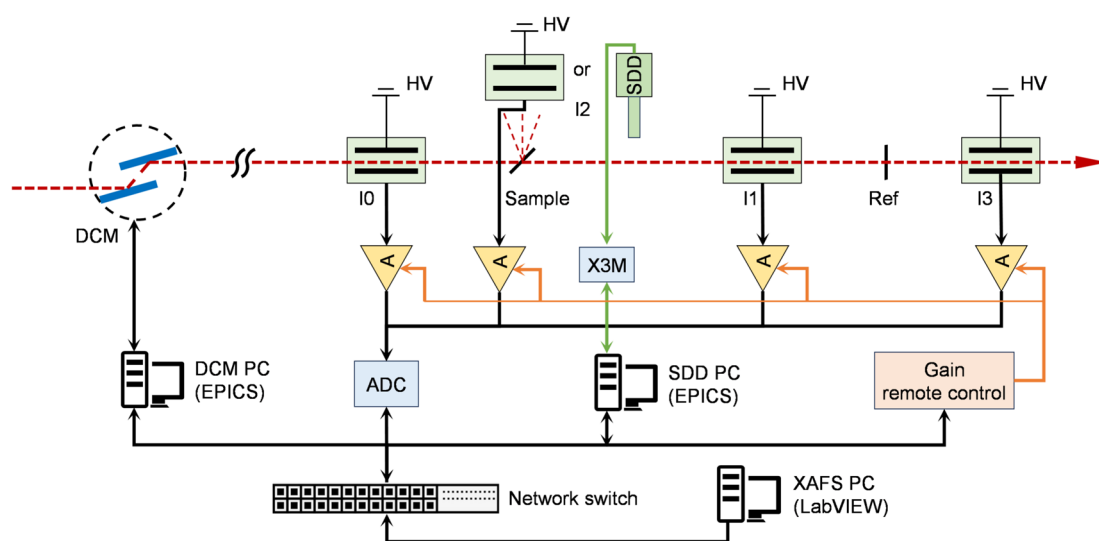 HV
or
I2
SDD
HV
HV
HV
DCM
I0
Sample
I1
Ref
I3
A
A
X3M
A
A
DCM PC
(EPICS)
ADC
SDD PC
(EPICS)
Gain
remote control
Network switch
XAFS PC
(LabVIEW)